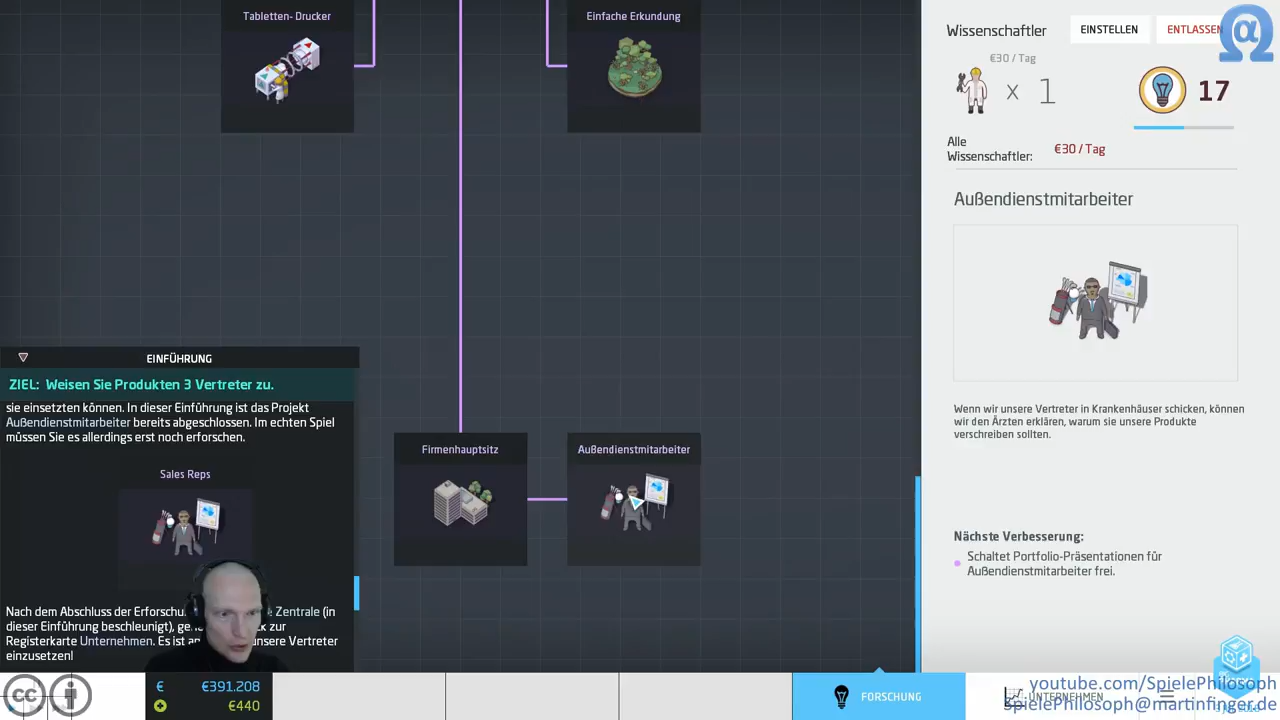 Tabletten- Drucker
Einfache Erkundung
Wissenschaftler
EINSTELLEN
ENTLASSEN
€30 / Tag
x 1
17
Alle
Wissenschaftler:
€30 / Tag
Außendienstmitarbeiter
Wenn wir unsere Vertreter in Krankenhäuser schicken, können
wir den Ärzten erklären, warum sie unsere Produkte
verschreiben sollten.
Nächste Verbesserung:
Schaltet Portfolio-Präsentationen für
Außendienstmitarbeiter frei.
Firmenhauptsitz
Außendienstmitarbeiter
EINFÜHRUNG
ZIEL: Weisen Sie Produkten 3 Vertreter zu.
sie einsetzten können. In dieser Einführung ist das Projekt
Außendienstmitarbeiter bereits abgeschlossen. Im echten Spiel
müssen Sie es allerdings erst noch erforschen.
Sales Reps
Nach dem Abschluss der Zentrale (in
dieser Einführung beschleunigt), zur
Registerkarte Unternehmen. Es ist unsere Vertreter
einzusetzen!
cc
€ €391.208
€440
FORSCHUNG
UNTERNEHMEN
youtube.com/SpielePhilosoph
SpielePhilosoph@martinfinger.de